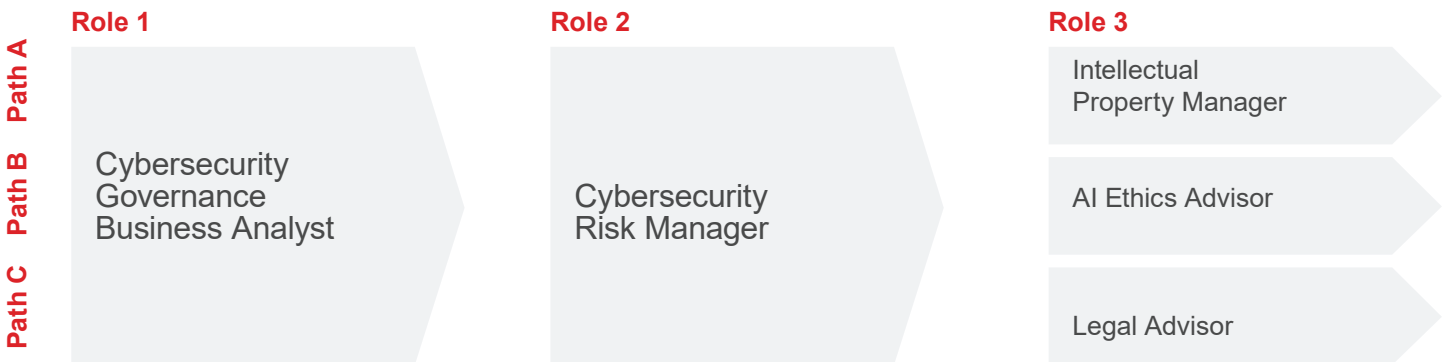 Role 1
Role 2
Role 3
Path A
Path B
Path C
Cybersecurity
Governance
Business Analyst
Cybersecurity
Risk Manager
Intellectual
Property Manager
AI Ethics Advisor
Legal Advisor